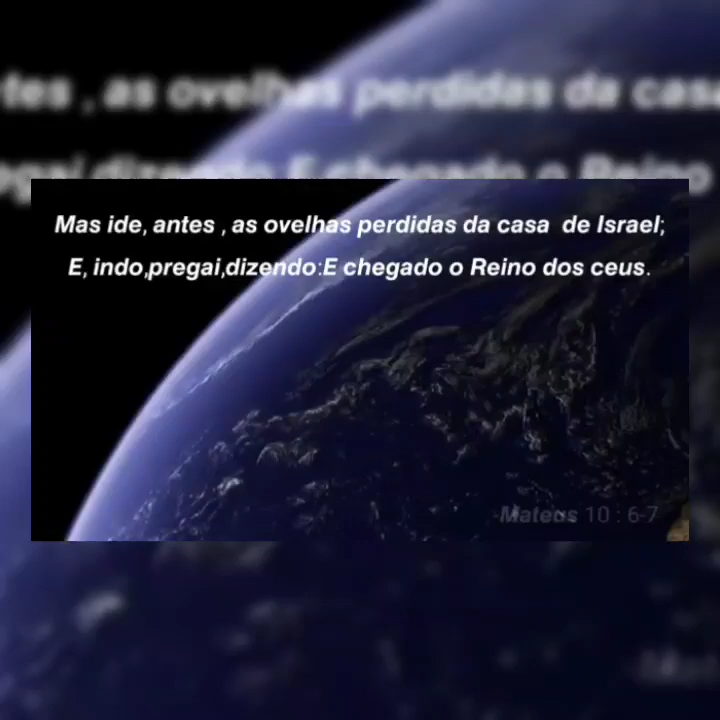 Mas ide, antes , as ovelhas perdidas da casa de Israel;
E, indo,pregai,dizendo:E chegado o Reino dos ceus.
Mateus 10 : 6-7